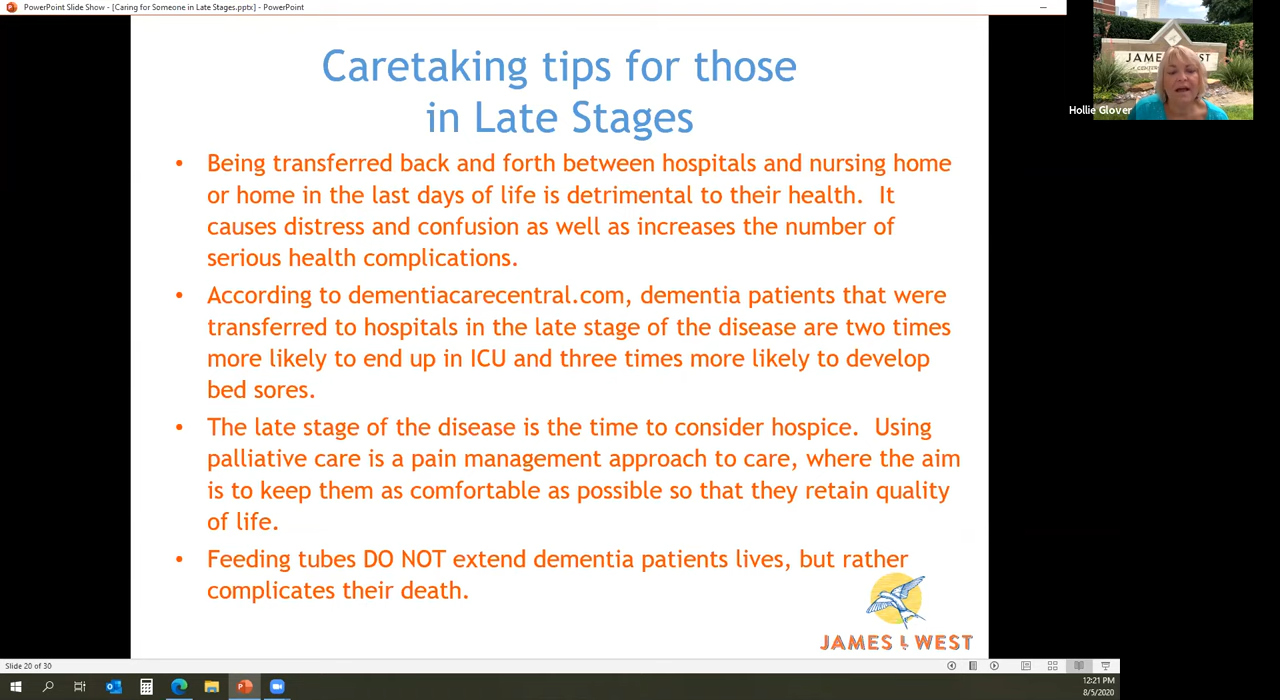 PowerPoint Slide Show - [Caring for Someone in Late Stages.pptx] - PowerPoint
JAMES WEST
Hollie Glover
Caretaking tips for those
in Late Stages
• Being transferred back and forth between hospitals and nursing home
or home in the last days of life is detrimental to their health.  It
causes distress and confusion as well as increases the number of
serious health complications.
• According to dementiacarecentral.com, dementia patients that were
transferred to hospitals in the late stage of the disease are two times
more likely to end up in ICU and three times more likely to develop
bed sores.
• The late stage of the disease is the time to consider hospice.  Using
palliative care is a pain management approach to care, where the aim
is to keep them as comfortable as possible so that they retain quality
of life.
• Feeding tubes DO NOT extend dementia patients lives, but rather
complicates their death.
JAMES L WEST
Slide 20 of 30
12:21 PM
8/5/2020